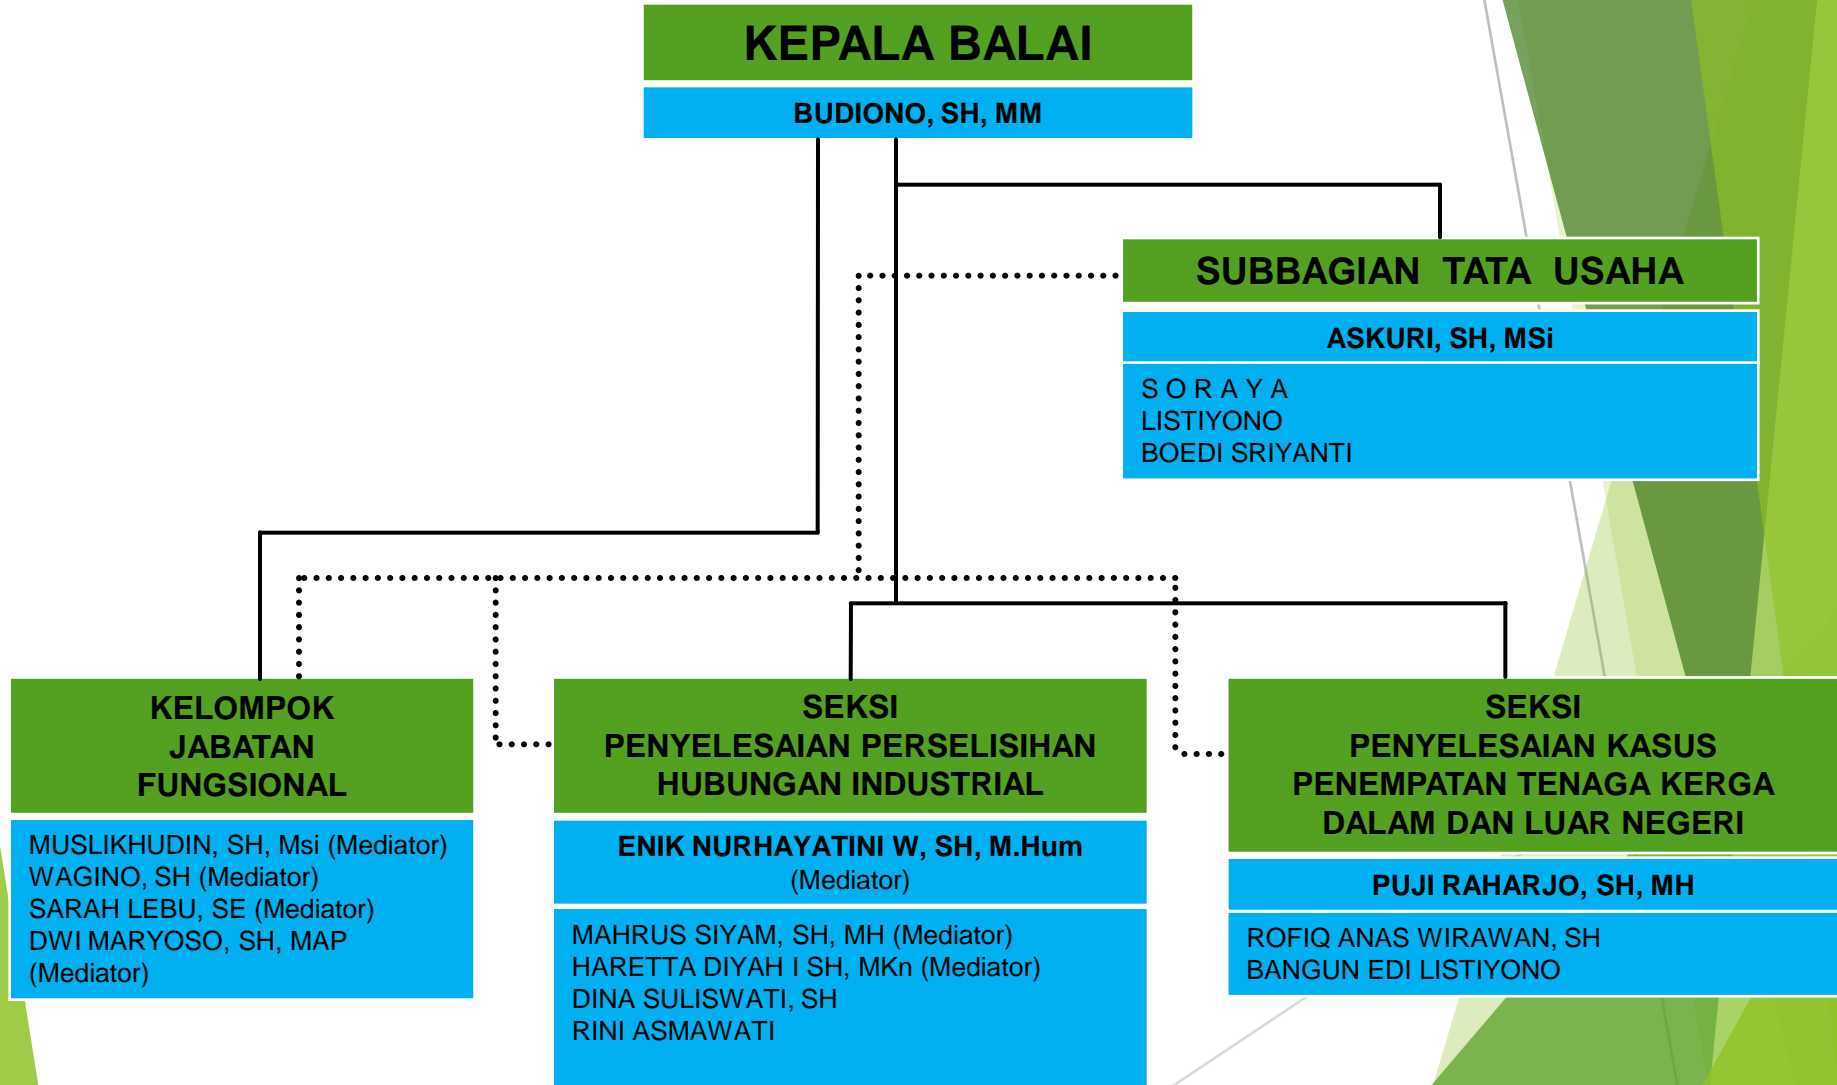 KEPALA BALAI
BUDIONO, SH, MM
SUBBAGIAN TATA USAHA
ASKURI, SH, MSi
S O R A Y A
LISTIYONO
BOEDI SRIYANTI
KELOMPOK
JABATAN
FUNGSIONAL
MUSLIKHUDIN, SH, Msi (Mediator)
WAGINO, SH (Mediator)
SARAH LEBU, SE (Mediator)
DWI MARYOSO, SH, MAP
(Mediator)
SEKSI
PENYELESAIAN PERSELISIHAN
HUBUNGAN INDUSTRIAL
ENIK NURHAYATINI W, SH, M.Hum
(Mediator)
MAHRUS SIYAM, SH, MH (Mediator)
HARETTA DIYAH I SH, MKn (Mediator)
DINA SULISWATI, SH
RINI ASMAWATI
SEKSI
PENYELESAIAN KASUS
PENEMPATAN TENAGA KERGA
DALAM DAN LUAR NEGERI
PUJI RAHARJO, SH, MH
ROFIQ ANAS WIRAWAN, SH
BANGUN EDI LISTIYONO